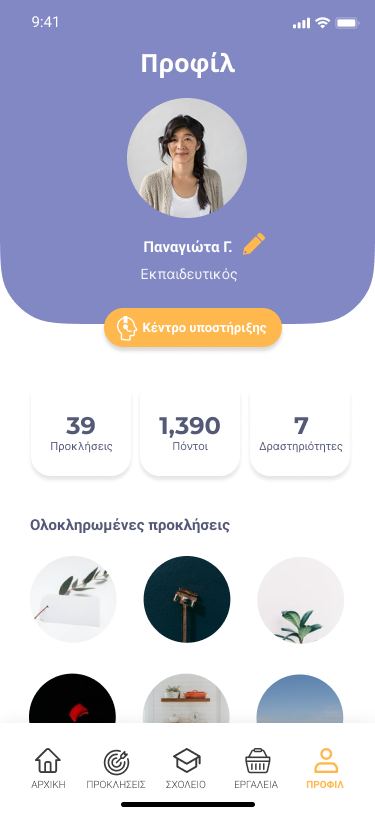 9:41
Προφίλ
Παναγιώτα Γ.
Εκπαιδευτικός
Κέντρο υποστήριξης
39 1,390 7
Προκλήσεις Πόντοι Δραστηριότητες
Ολοκληρωμένες προκλήσεις
ΑΡΧΙΚΗ ΠΡΟΚΛΗΣΕΙΣ ΣΧΟΛΕΙΟ ΕΡΓΑΛΕΙΑ ΠΡΟΦΙΛ